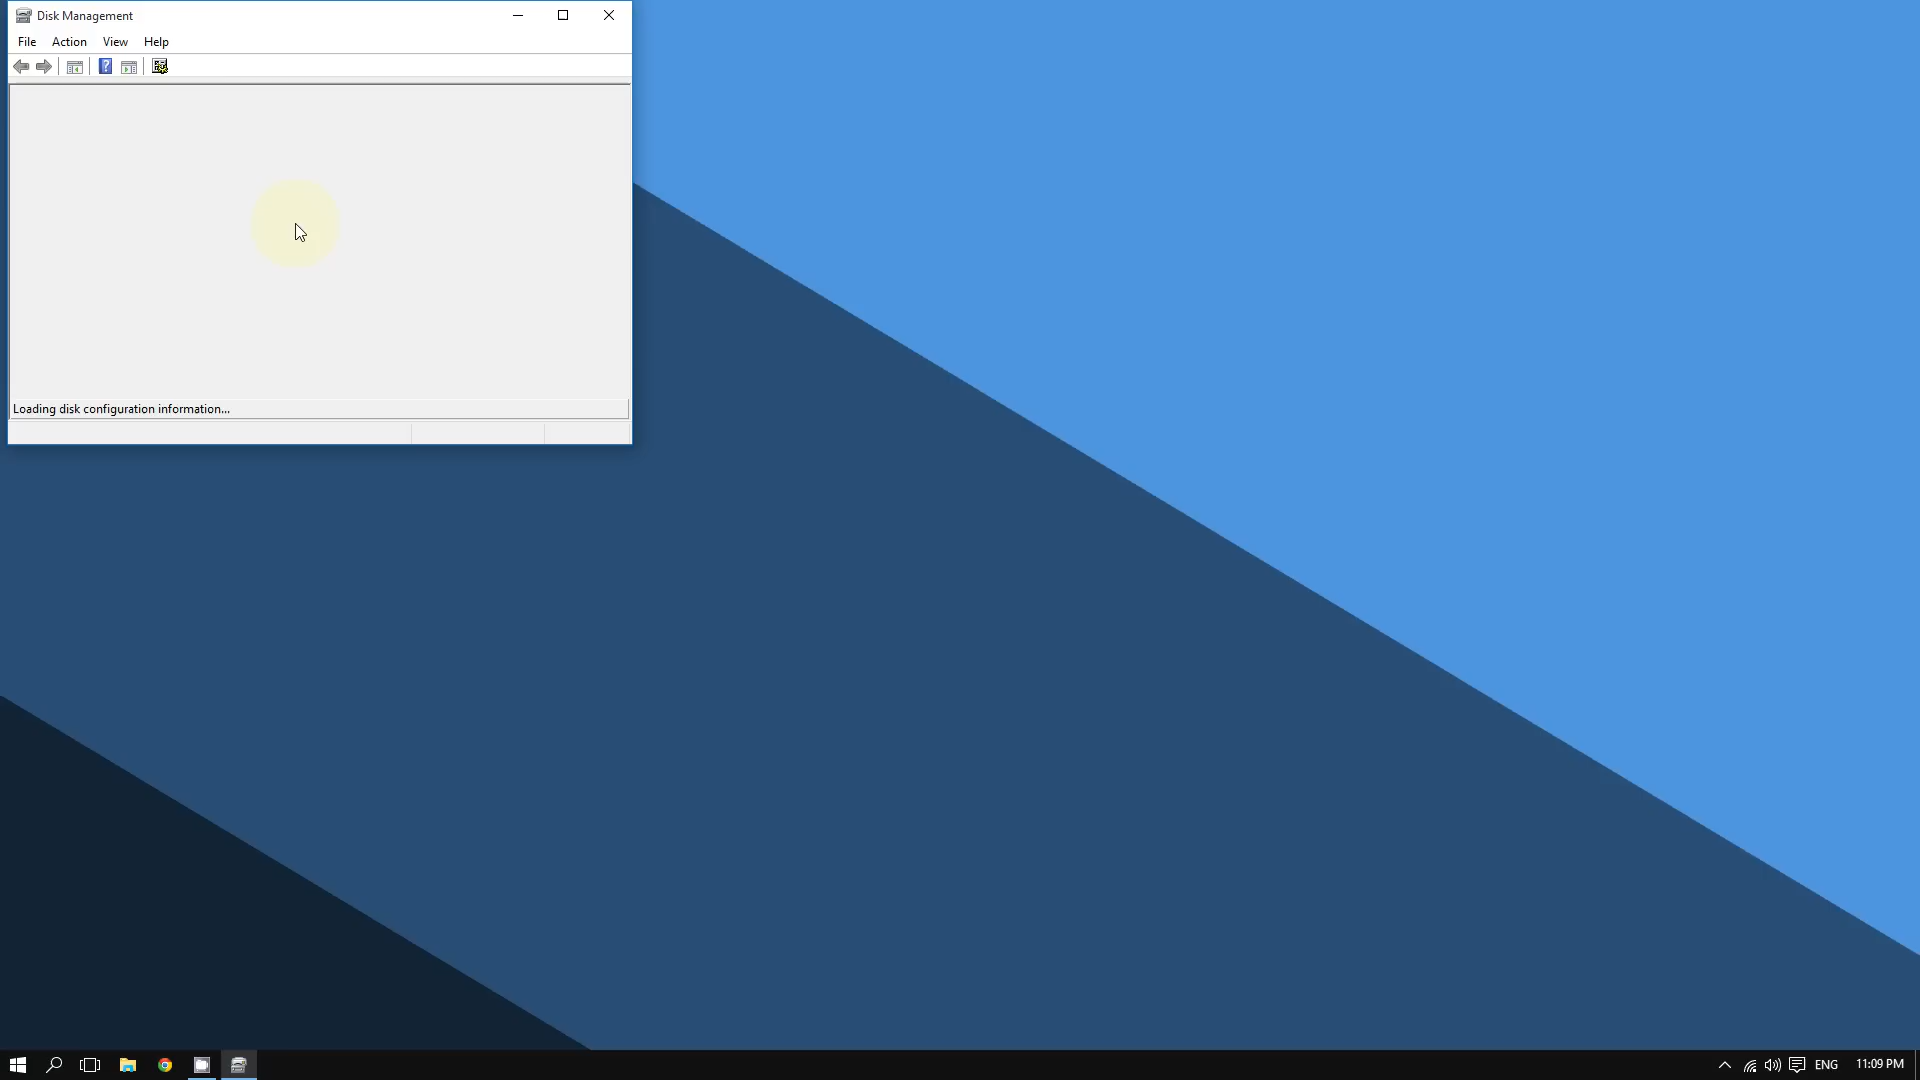 Disk Management
File Action View Help
Loading disk configuration information...
ENG 11:09 PM